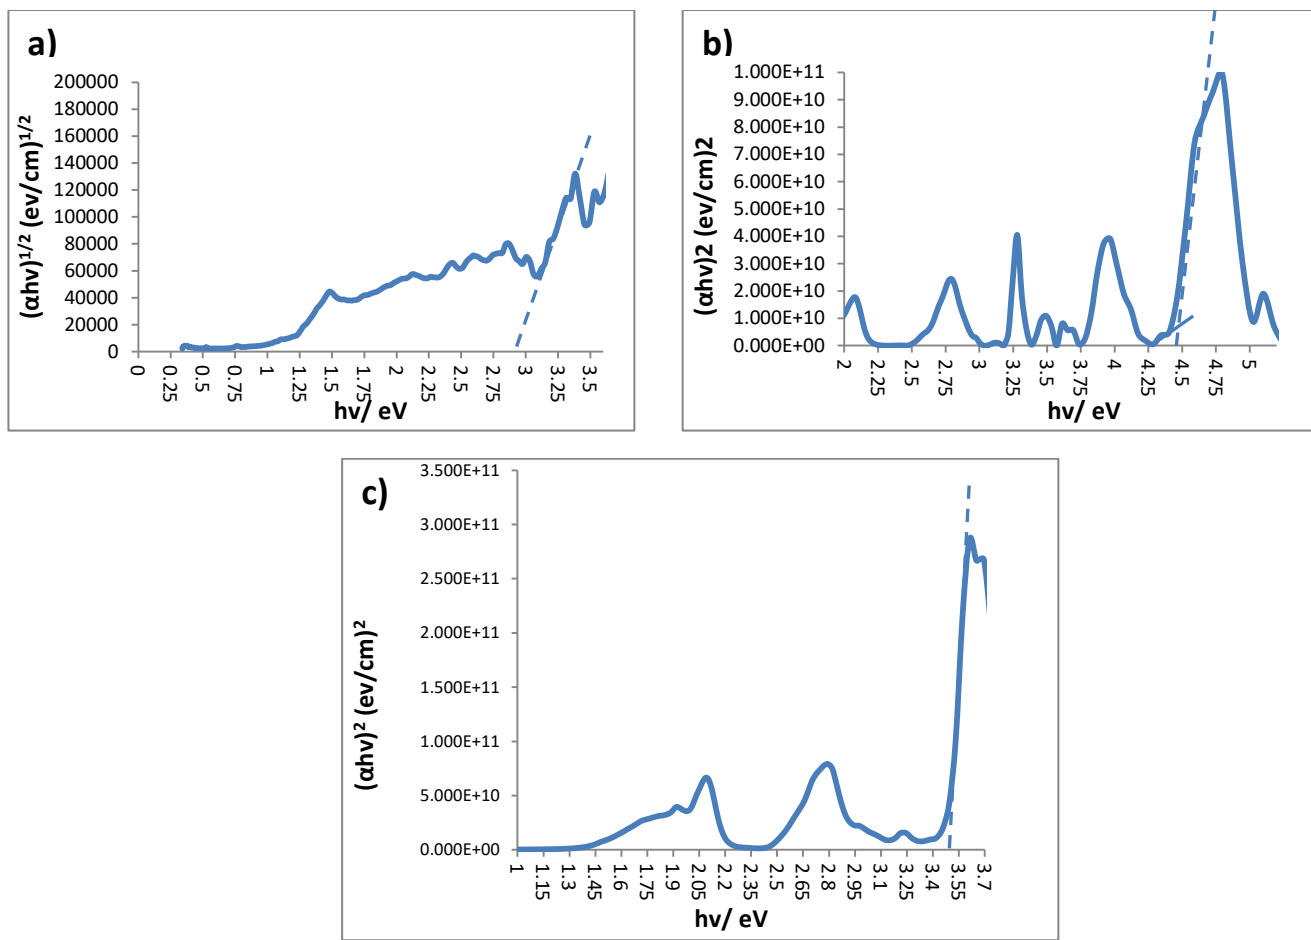 a)
200000
180000
160000
140000
120000
100000
80000
60000
40000
20000
0
(αhν)1/2 (ev/cm)1/2
0 0.25 0.5 0.75 1 1.25 1.5 1.75 2 2.25 2.5 2.75 3 3.25 3.5
hν/ eV
b)
1.000E+11
9.000E+10
8.000E+10
7.000E+10
6.000E+10
5.000E+10
4.000E+10
3.000E+10
2.000E+10
1.000E+10
0.000E+00
(αhν)2 (ev/cm)2
2 2.25 2.5 2.75 3 3.25 3.5 3.75 4 4.25 4.5 4.75 5
hν/ eV
c)
3.500E+11
3.000E+11
2.500E+11
2.000E+11
1.500E+11
1.000E+11
5.000E+10
0.000E+00
(αhν)2 (ev/cm)2
1 1.15 1.3 1.45 1.6 1.75 1.9 2.05 2.2 2.35 2.5 2.65 2.8 2.95 3.1 3.25 3.4 3.55 3.7
hν/ eV